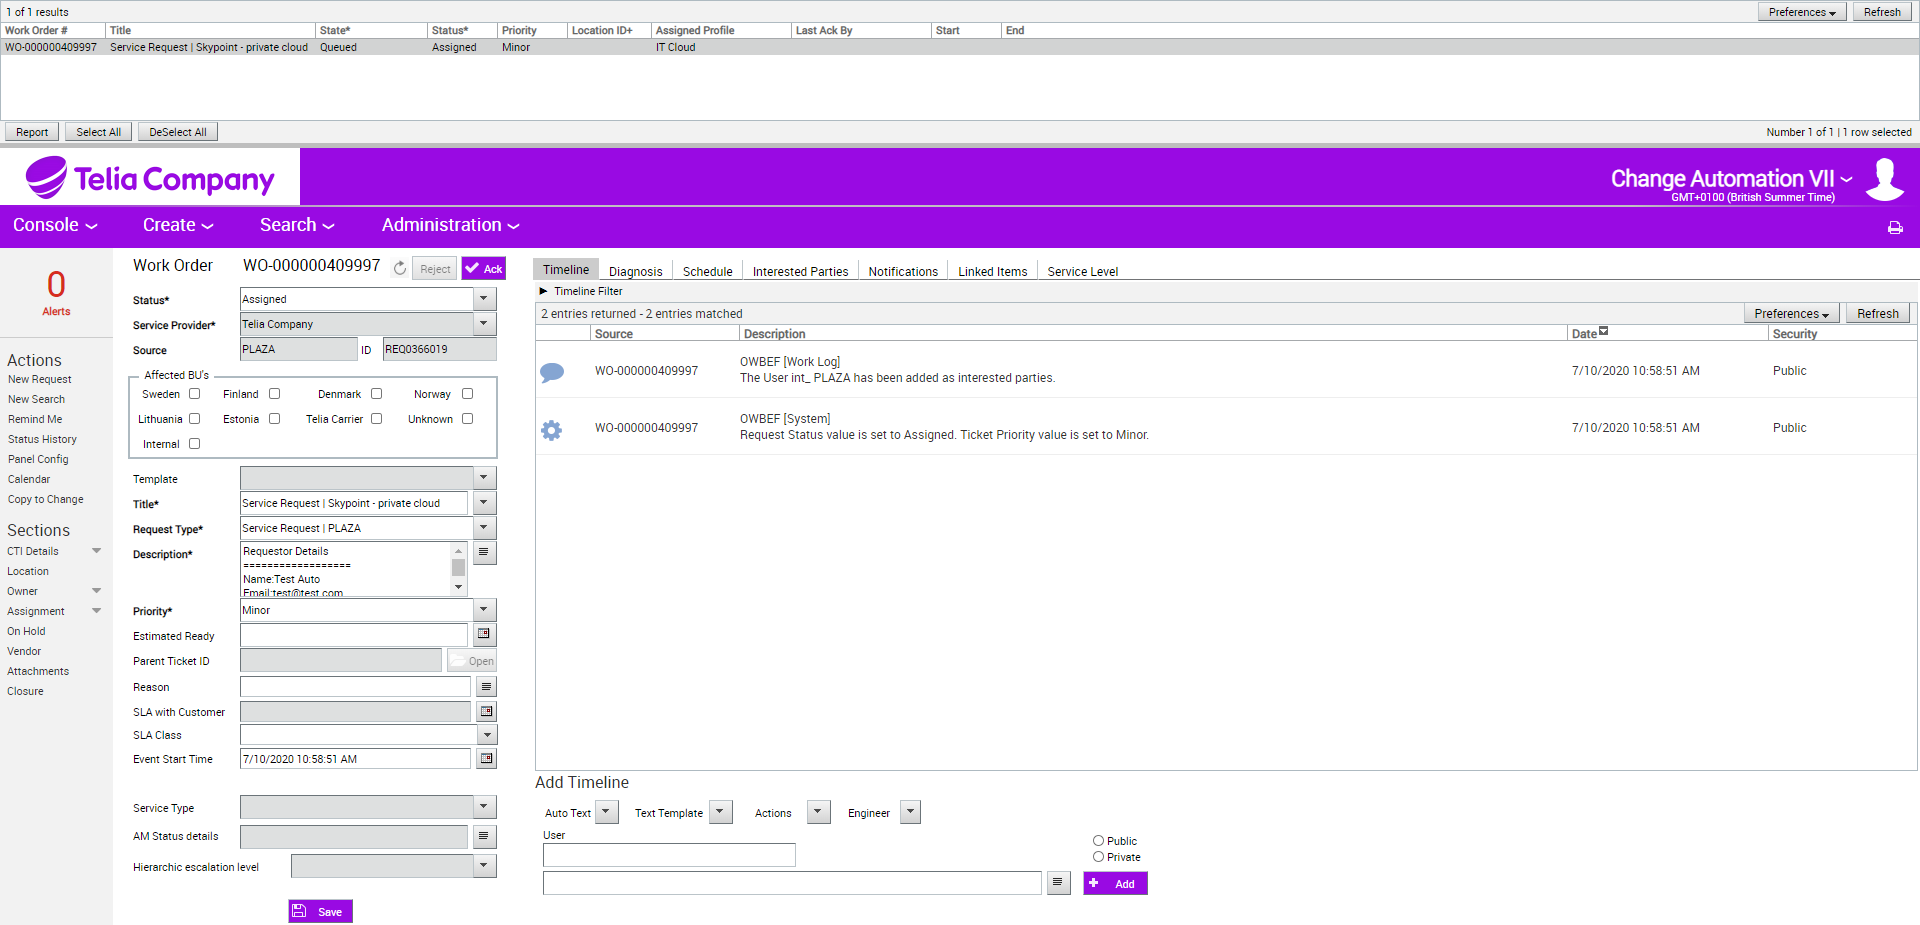 1 of 1 results
Preferences
Refresh
Work Order # Title State* Status* Priority Location ID+ Assigned Profile Last Ack By Start End
WO-000000409997 Service Request | Skypoint - private cloud Queued Assigned Minor IT Cloud
Report Select All DeSelect All
Number 1 of 1 | 1 row selected
Telia Company
Change Automation VII
GMT+0100 (British Summer Time)
Console Create Search Administration
0
Alerts
Actions
New Request
New Search
Remind Me
Status History
Panel Config
Calendar
Copy to Change
Sections
CTI Details
Location
Owner
Assignment
On Hold
Vendor
Attachments
Closure
Work Order WO-000000409997 Reject Ack
Status* Assigned
Service Provider* Telia Company
Source PLAZA ID REQ0366019
Affected BU's
Sweden Finland Denmark Norway
Lithuania Estonia Telia Carrier Unknown
Internal
Template
Title* Service Request | Skypoint - private cloud
Request Type* Service Request | PLAZA
Description* Requestor Details
==================
Name:Test Auto
Email:test@test.com
Priority* Minor
Estimated Ready
Parent Ticket ID Open
Reason
SLA with Customer
SLA Class
Event Start Time 7/10/2020 10:58:51 AM
Service Type
AM Status details
Hierarchic escalation level
Save
Timeline Diagnosis Schedule Interested Parties Notifications Linked Items Service Level
Timeline Filter
2 entries returned - 2 entries matched
Preferences Refresh
Source Description Date Security
WO-000000409997 OWBEF [Work Log]
The User int_ PLAZA has been added as interested parties. 7/10/2020 10:58:51 AM Public
WO-000000409997 OWBEF [System]
Request Status value is set to Assigned. Ticket Priority value is set to Minor. 7/10/2020 10:58:51 AM Public
Add Timeline
Auto Text Text Template Actions Engineer
User
Public
Private
Add